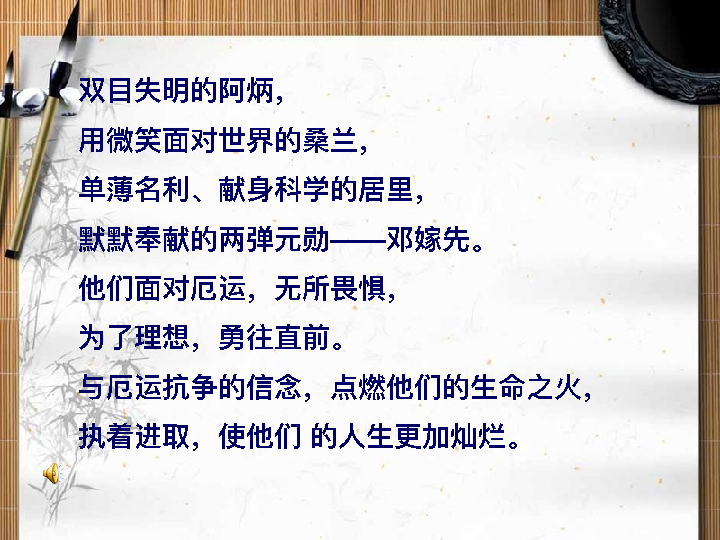 双目失明的阿炳，
用微笑面对世界的桑兰，
单薄名利、献身科学的居里，
默默奉献的两弹元勋——邓嫁先。
他们面对厄运，无所畏惧，
为了理想，勇往直前。
与厄运抗争的信念，点燃他们的生命之火，
执着进取，使他们 的人生更加灿烂。